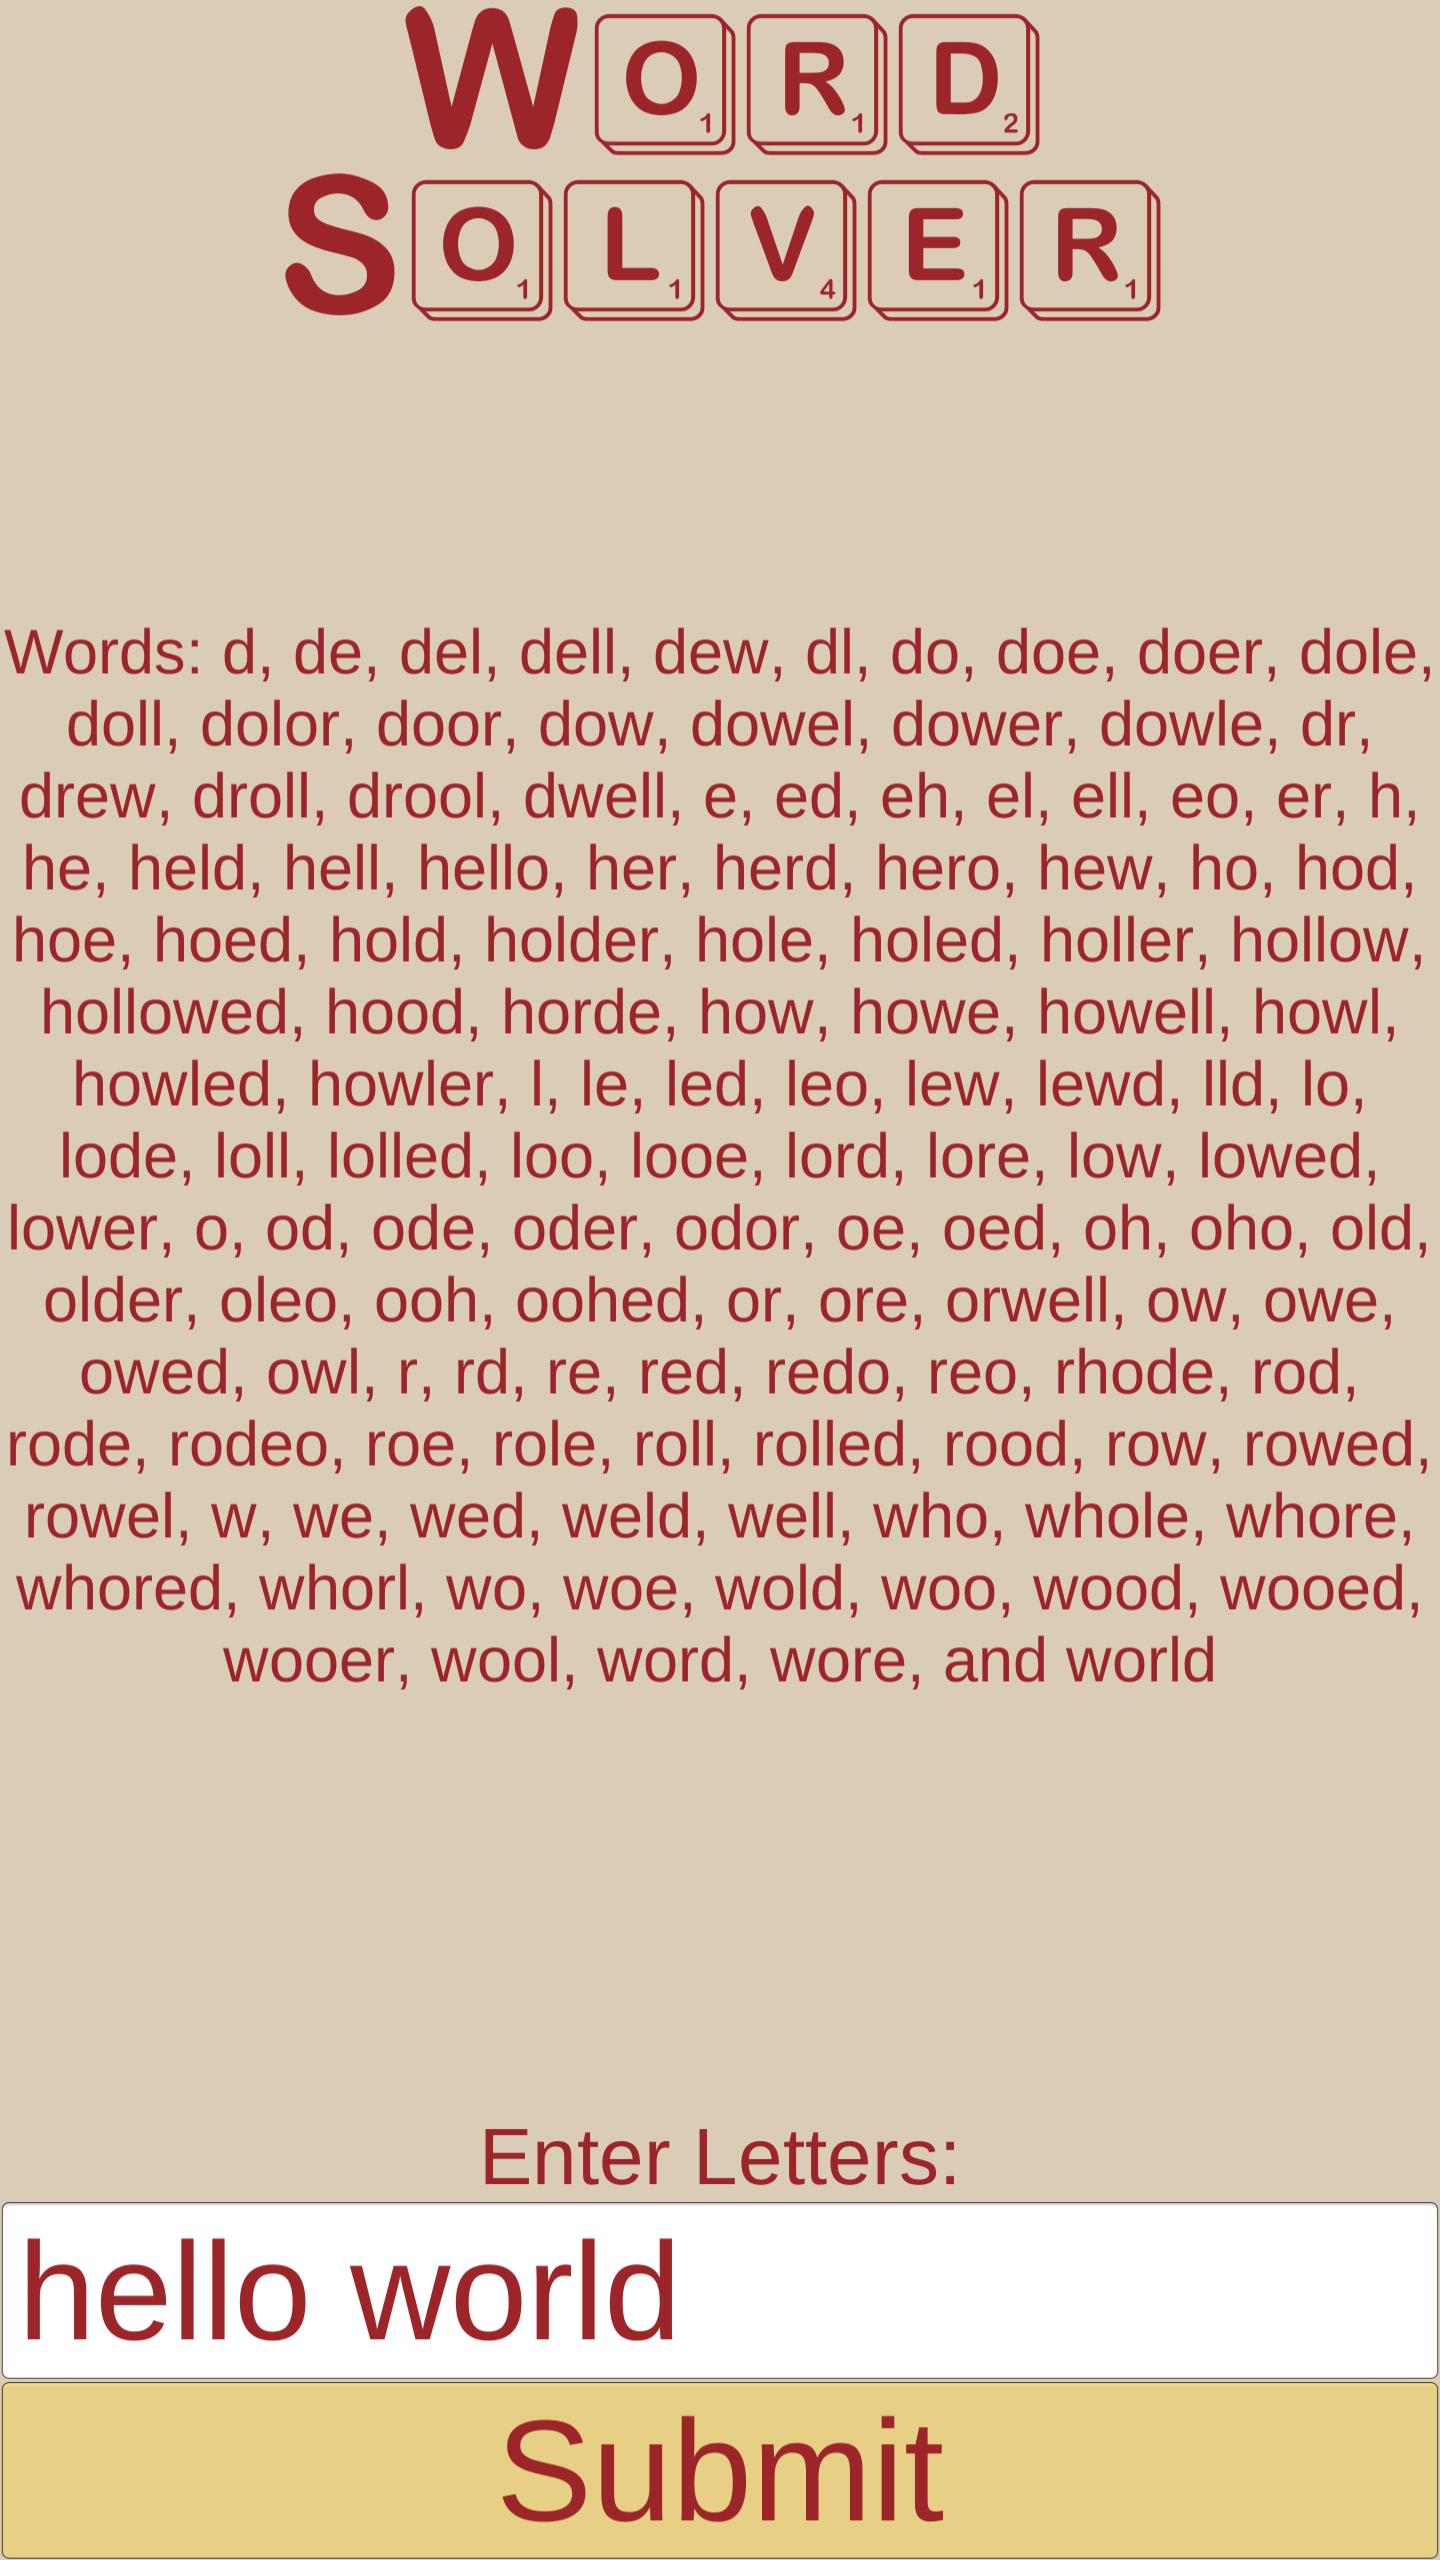 WORD
SOLVER
Words: d, de, del, dell, dew, dl, do, doe, doer, dole,
doll, dolor, door, dow, dowel, dower, dowle, dr,
drew, droll, drool, dwell, e, ed, eh, el, ell, eo, er, h,
he, held, hell, hello, her, herd, hero, hew, ho, hod,
hoe, hoed, hold, holder, hole, holed, holler, hollow,
hollowed, hood, horde, how, howe, howell, howl,
howled, howler, l, le, led, leo, lew, lewd, lld, lo,
lode, loll, lolled, loo, looe, lord, lore, low, lowed,
lower, o, od, ode, oder, odor, oe, oed, oh, oho, old,
older, oleo, ooh, oohed, or, ore, orwell, ow, owe,
owed, owl, r, rd, re, red, redo, reo, rhode, rod,
rode, rodeo, roe, role, roll, rolled, rood, row, rowed,
rowel, w, we, wed, weld, well, who, whole, whore,
whored, whorl, wo, woe, wold, woo, wood, wooed,
wooer, wool, word, wore, and world
Enter Letters:
hello world
Submit